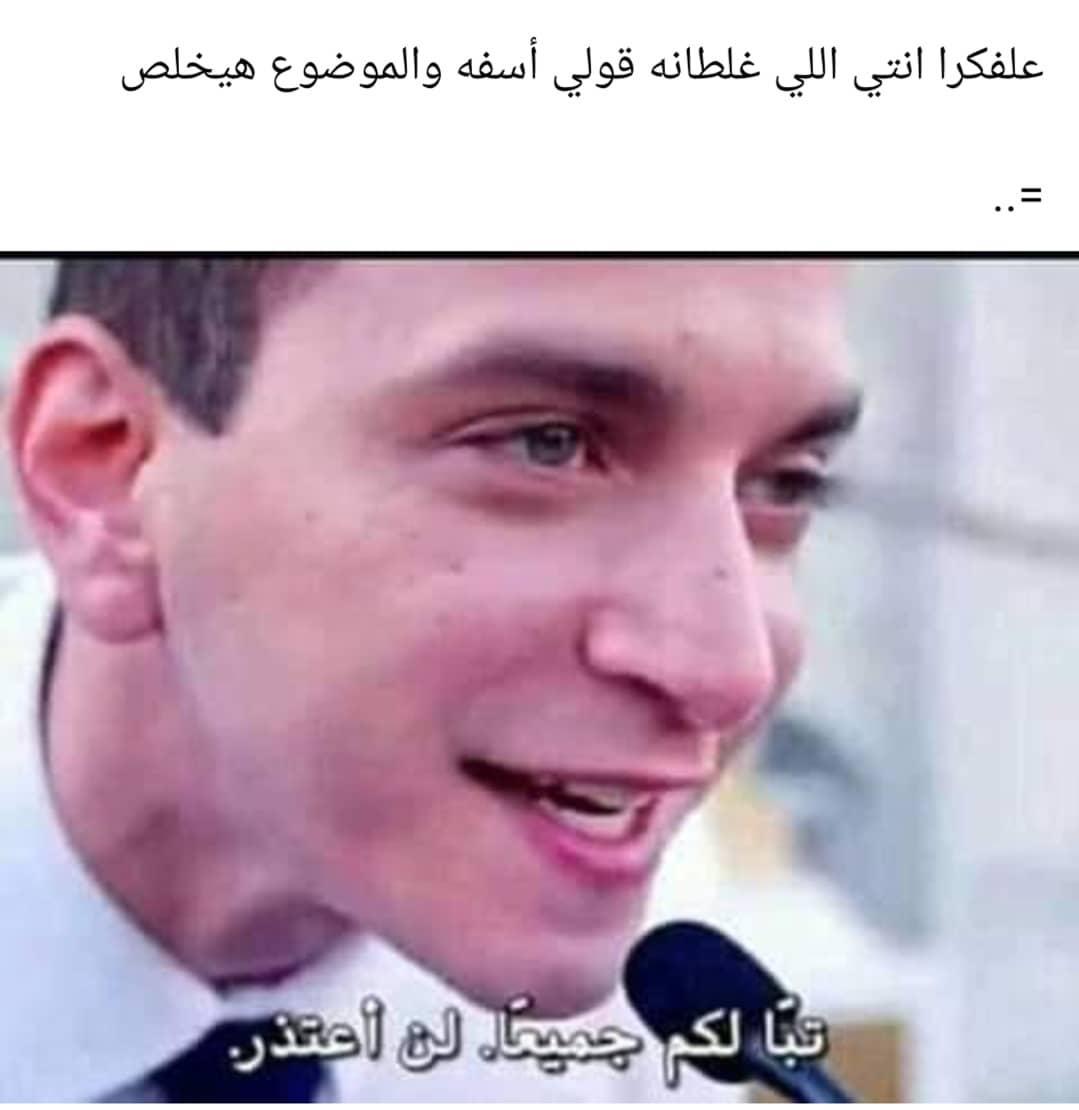 علفكرا انتي اللي غلطانه قولي أسفه والموضوع هيخلص
=..
تبًا لكم جميعًا. لن أعتذر.